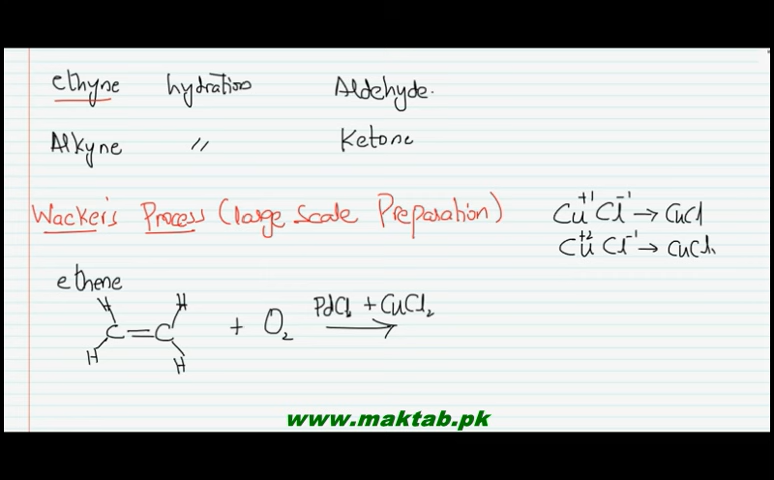 ethyne hydration Aldehyde.
Alkyne 〃 Ketone
Wacker's Process (large Scale Preparation)
Cu⁺¹ Cl⁻¹ → CuCl
Cu⁺² Cl⁻¹ → CuCl₂
ethene
H H
C=C + O₂ PdCl₂ + CuCl₂ →
H H
www.maktab.pk